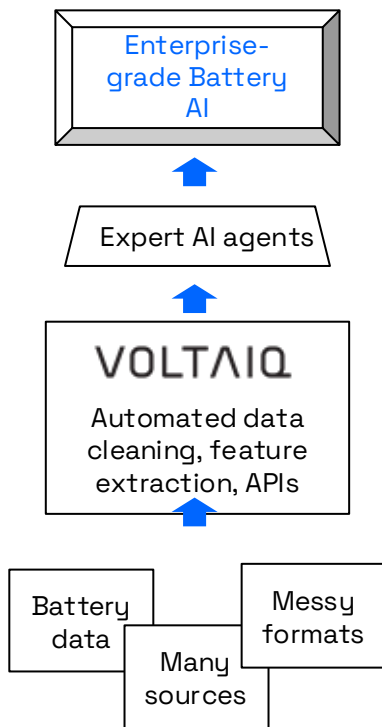 Enterprise-
grade Battery
AI
Expert AI agents
VOLTAIQ
Automated data
cleaning, feature
extraction, APIs
Battery
data
Many
sources
Messy
formats